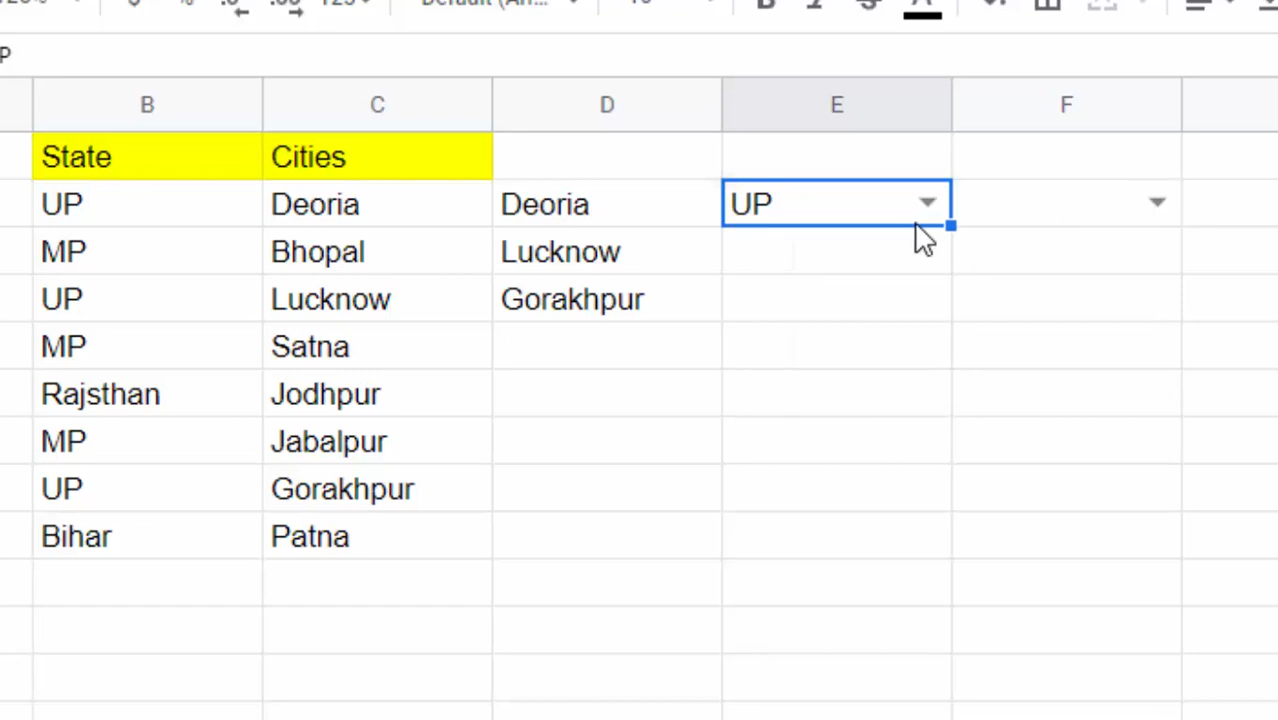 P
B C D E F
State Cities
UP Deoria Deoria UP
MP Bhopal Lucknow
UP Lucknow Gorakhpur
MP Satna
Rajsthan Jodhpur
MP Jabalpur
UP Gorakhpur
Bihar Patna